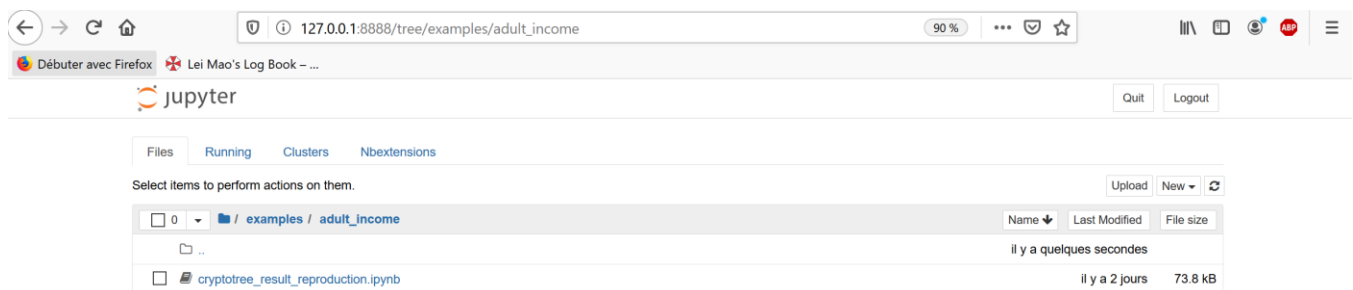 127.0.0.1:8888/tree/examples/adult_income 90 % ABP
Débuter avec Firefox Lei Mao's Log Book – ...
jupyter Quit Logout
Files Running Clusters Nbextensions
Select items to perform actions on them. Upload New
0 / examples / adult_income Name Last Modified File size
.. il y a quelques secondes
cryptotree_result_reproduction.ipynb il y a 2 jours 73.8 kB